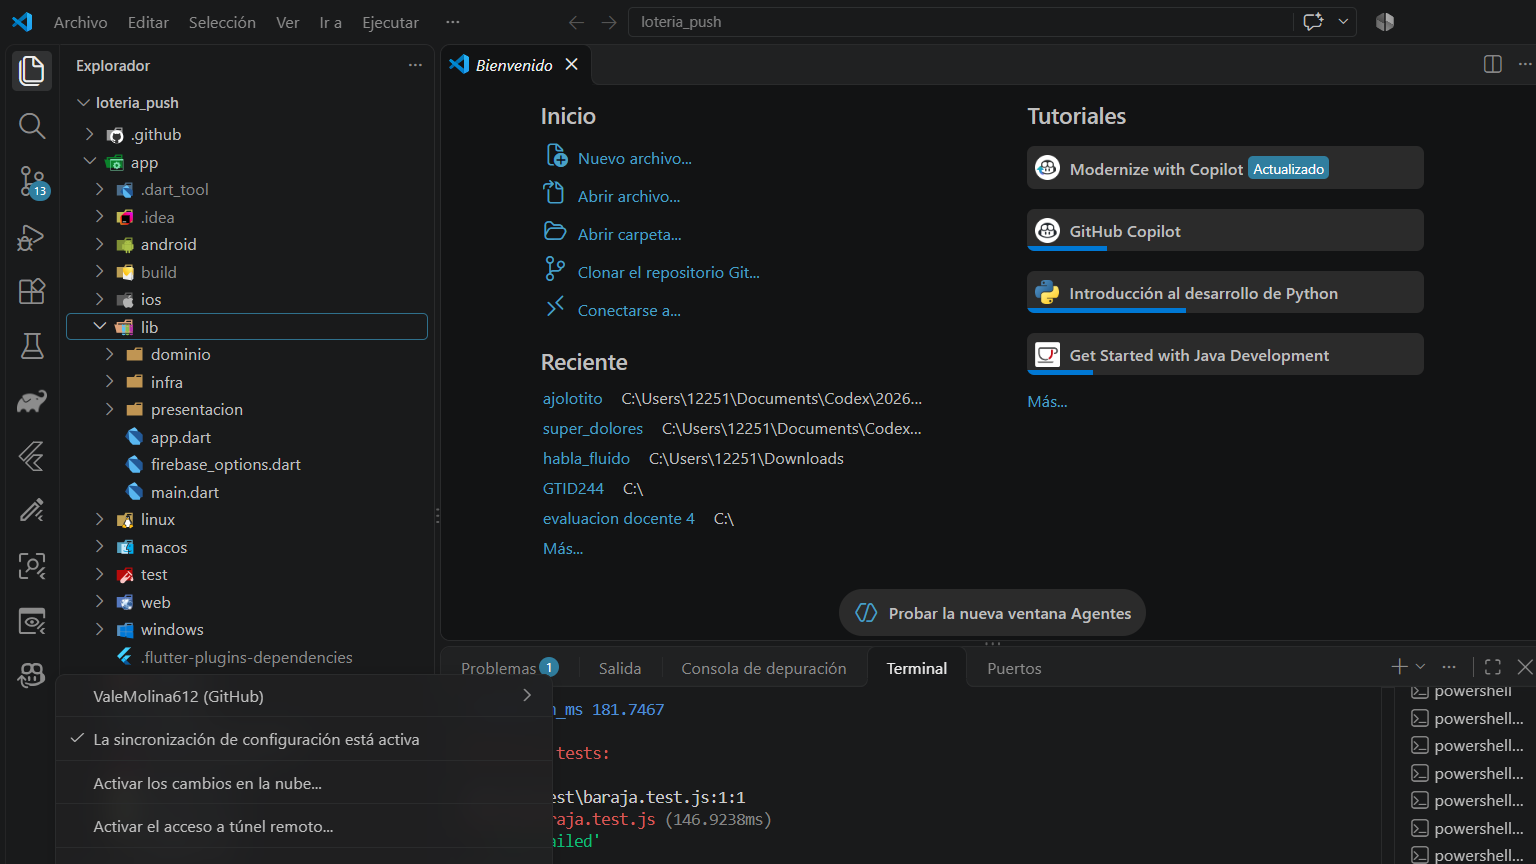 Archivo Editar Selección Ver Ir a Ejecutar ··· loteria_push
Explorador
loteria_push
.github
app
.dart_tool
.idea
android
build
ios
lib
dominio
infra
presentacion
app.dart
firebase_options.dart
main.dart
linux
macos
test
web
windows
.flutter-plugins-dependencies
13
ValeMolina612 (GitHub)
La sincronización de configuración está activa
Activar los cambios en la nube...
Activar el acceso a túnel remoto...
Bienvenido
Inicio
Nuevo archivo...
Abrir archivo...
Abrir carpeta...
Clonar el repositorio Git...
Conectarse a...
Reciente
ajolotito C:\Users\12251\Documents\Codex\2026...
super_dolores C:\Users\12251\Documents\Codex...
habla_fluido C:\Users\12251\Downloads
GTID244 C:\
evaluacion docente 4 C:\
Más...
Tutoriales
Modernize with Copilot Actualizado
GitHub Copilot
Introducción al desarrollo de Python
Get Started with Java Development
Más...
Probar la nueva ventana Agentes
Problemas 1 Salida Consola de depuración Terminal Puertos
_ms 181.7467
tests:
est\baraja.test.js:1:1
raja.test.js (146.9238ms)
ailed'
powershell
powershell...
powershell...
powershell...
powershell...
powershell...
powershell...